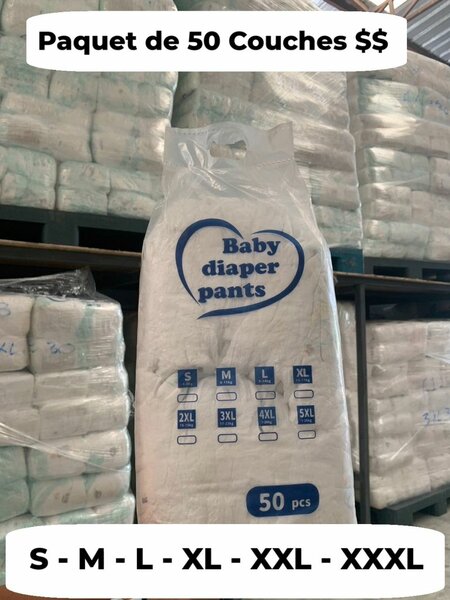 Paquet de 50 Couches $$
Baby
diaper
pants
S M L XL
2XL 3XL 4XL 5XL
50 pcs
S - M - L - XL - XXL - XXXL